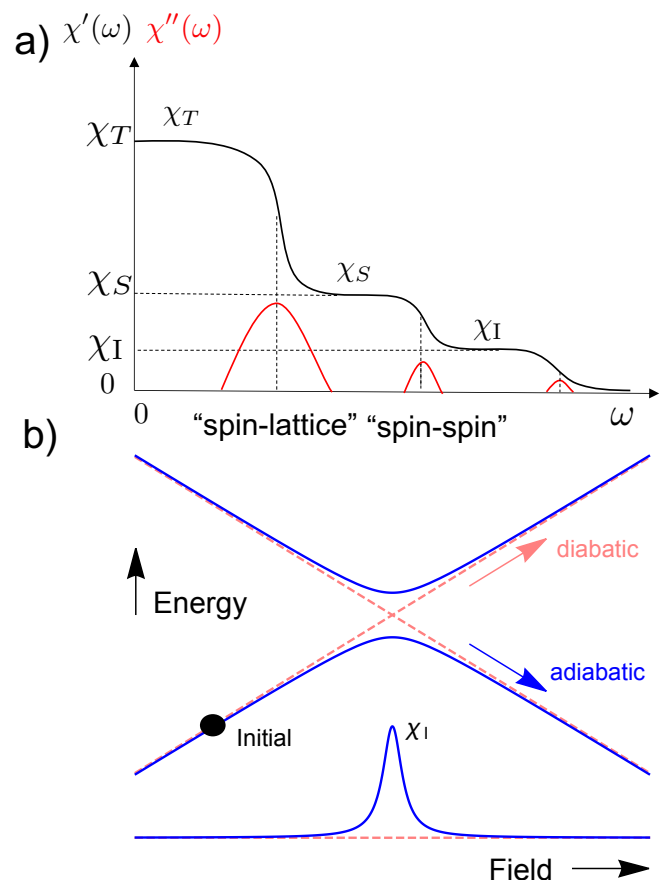 a) χ′(ω) χ″(ω)
χT χT
χS χS
χI χI
0
0 "spin-lattice" "spin-spin" ω
b)
diabatic
Energy
adiabatic
Initial
χI
Field